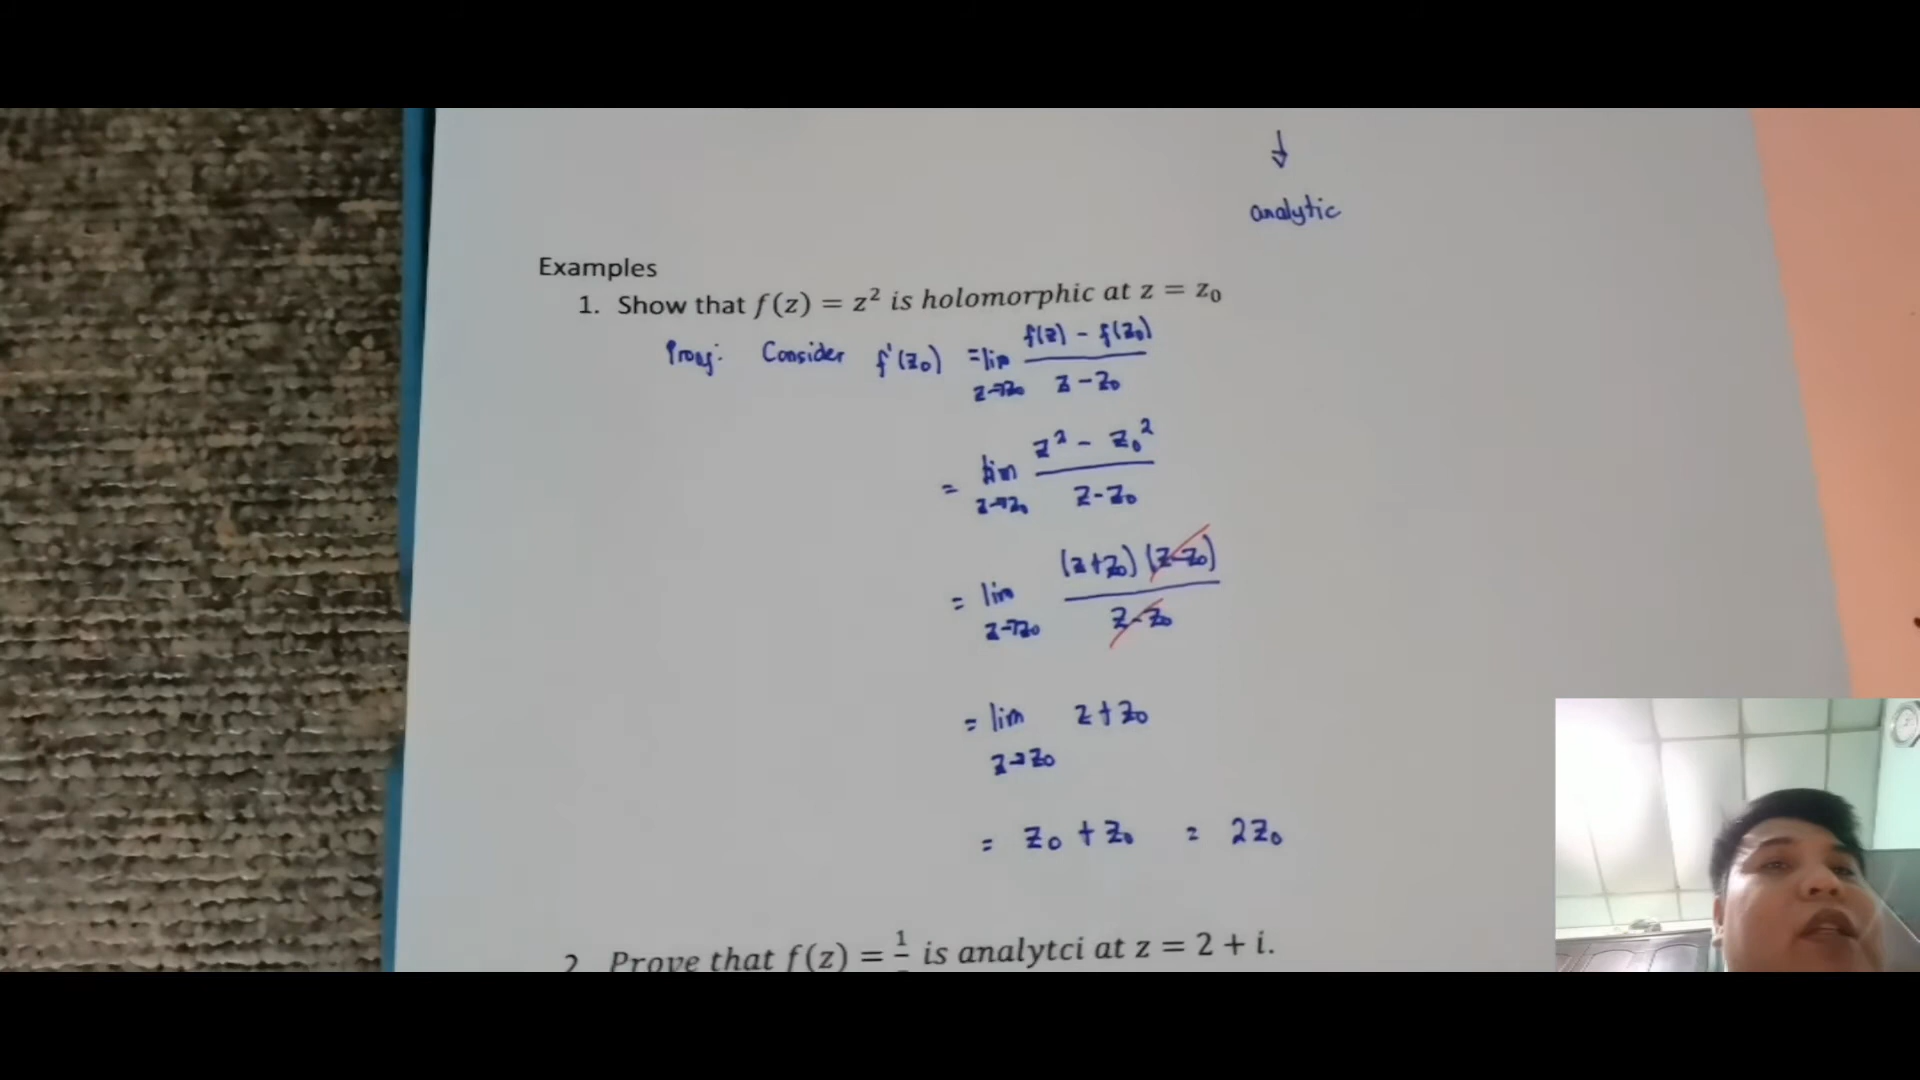 ↓
analytic
Examples
1. Show that f(z) = z² is holomorphic at z = z₀
Proof: Consider f'(z₀) = lim z→z₀ (f(z) - f(z₀)) / (z - z₀)
= lim z→z₀ (z² - z₀²) / (z - z₀)
= lim z→z₀ (z+z₀)(z-z₀) / (z-z₀)
= lim z→z₀ z+z₀
= z₀ + z₀ = 2z₀
2. Prove that f(z) = 1/ is analytci at z = 2 + i.